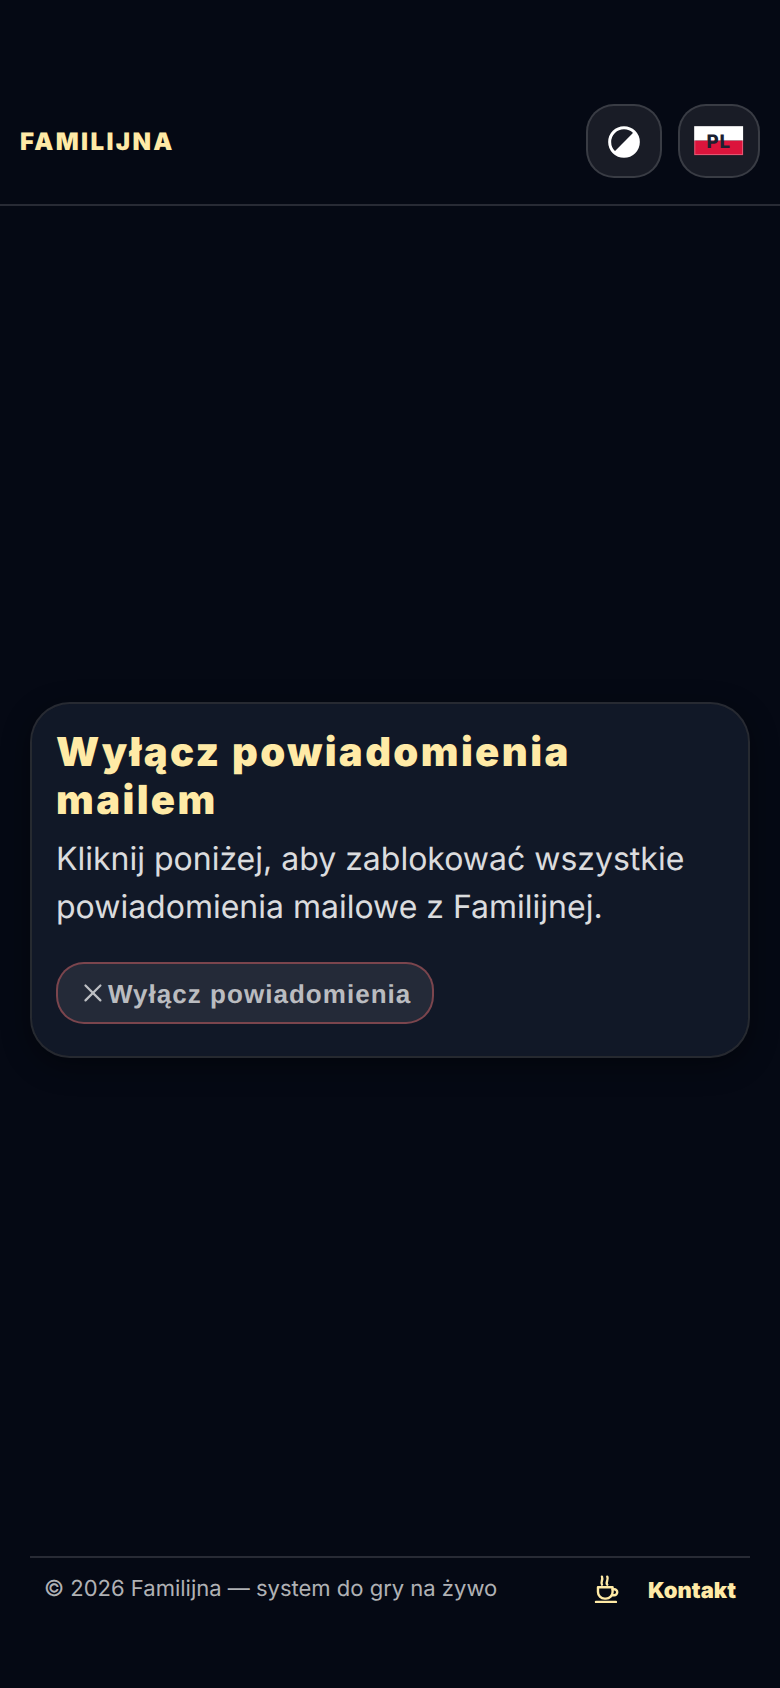 FAMILIJNA
PL
Wyłącz powiadomienia
mailem
Kliknij poniżej, aby zablokować wszystkie
powiadomienia mailowe z Familijnej.
Wyłącz powiadomienia
© 2026 Familijna — system do gry na żywo
Kontakt